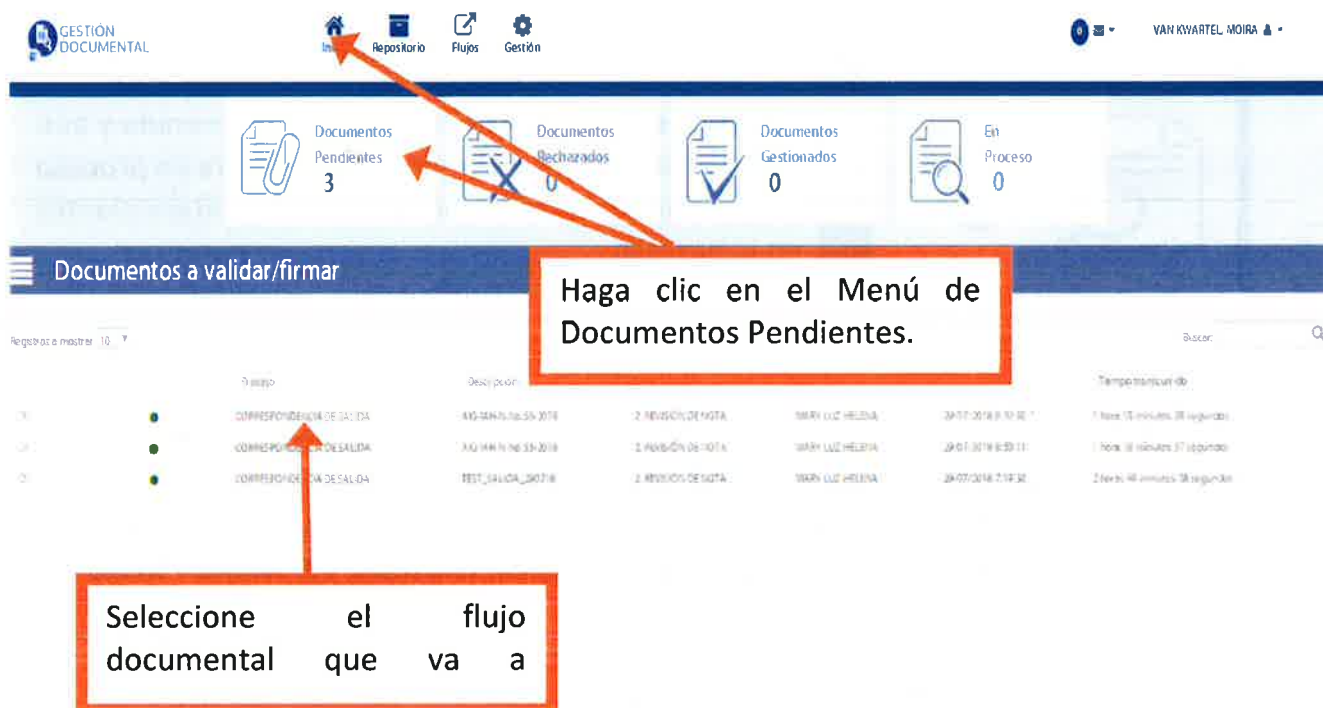 GESTIÓN
DOCUMENTAL
Repositorio
Flujos
Gestión
0
VAN KWARTEL, MOIRA
Documentos
Pendientes
3
Documentos
Rechazados
0
Documentos
Gestionados
0
En
Proceso
0
Documentos a validar/firmar
Haga clic en el Menú de
Documentos Pendientes.
Registros a mostrar 10
Buscar:
Tiempo transcurrido
CORRESPONDENCIA DE SALIDA
2. REVISIÓN DE NOTA
MARY LUZ HELENA
CORRESPONDENCIA DE SALIDA
2. REVISIÓN DE NOTA
MARY LUZ HELENA
CORRESPONDENCIA DE SALIDA
TEST_SALIDA_290718
2. REVISIÓN DE NOTA
MARY LUZ HELENA
Seleccione el flujo
documental que va a